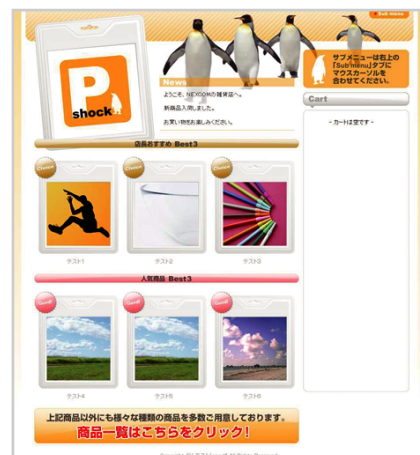 Sub menu
P.
shock
News
ようこそ、NEXCOMの雑貨店へ。
新商品入荷しました。
お買い物をお楽しみください。
サブメニューは右上の
「Sub menu」タブに
マウスカーソルを
合わせてください。
Cart
- カートは空です -
店長おすすめ Best3
テスト1
テスト2
テスト3
人気商品 Best3
テスト4
テスト5
テスト6
上記商品以外にも様々な種類の商品を多数ご用意しております。
商品一覧はこちらをクリック!